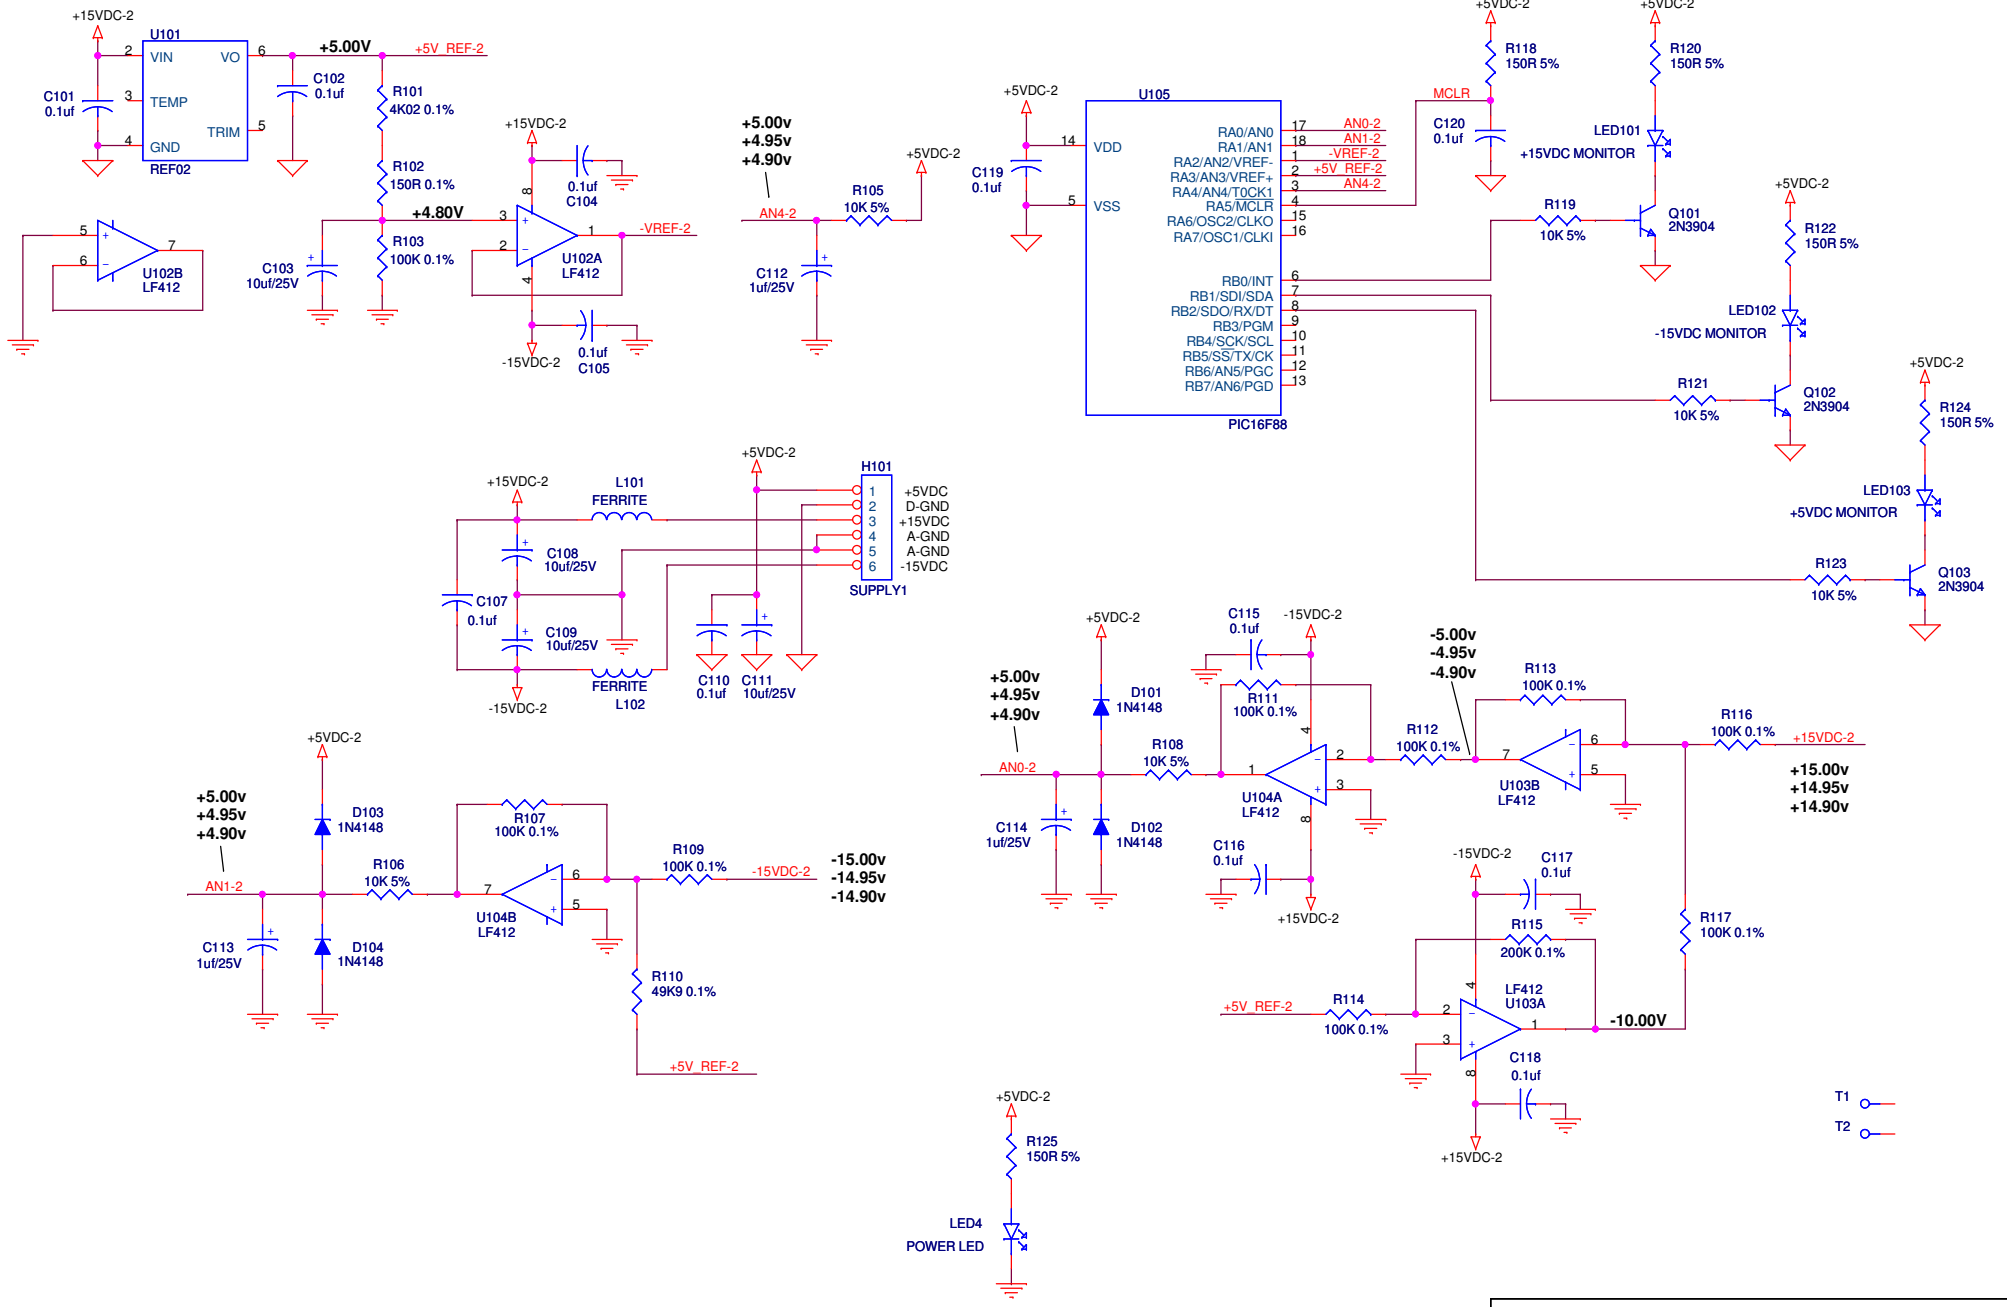 +15VDC-2
U101
2
VIN
VO
6
+5.00V
+5V_REF-2
C101
0.1uf
3
TEMP
TRIM
5
4
GND
REF02
C102
0.1uf
R101
4K02 0.1%
R102
150R 0.1%
+4.80V
R103
100K 0.1%
C103
10uf/25V
+
5
6
7
+
−
U102B
LF412
+15VDC-2
8
0.1uf
C104
3
2
1
+
−
4
U102A
LF412
-VREF-2
0.1uf
C105
-15VDC-2
+5.00v
+4.95v
+4.90v
AN4-2
R105
10K 5%
+5VDC-2
C112
1uf/25V
+
+5VDC-2
C119
0.1uf
U105
14
VDD
5
VSS
RA0/AN0
17
AN0-2
RA1/AN1
18
AN1-2
RA2/AN2/VREF-
1
-VREF-2
RA3/AN3/VREF+
2
+5V_REF-2
RA4/AN4/T0CK1
3
AN4-2
RA5/MCLR
4
RA6/OSC2/CLKO
15
RA7/OSC1/CLKI
16
RB0/INT
6
RB1/SDI/SDA
7
RB2/SDO/RX/DT
8
RB3/PGM
9
RB4/SCK/SCL
10
RB5/SS/TX/CK
11
RB6/AN5/PGC
12
RB7/AN6/PGD
13
PIC16F88
+5VDC-2
R118
150R 5%
MCLR
C120
0.1uf
+5VDC-2
R120
150R 5%
LED101
+15VDC MONITOR
R119
10K 5%
Q101
2N3904
+5VDC-2
R122
150R 5%
LED102
-15VDC MONITOR
R121
10K 5%
Q102
2N3904
+5VDC-2
R124
150R 5%
LED103
+5VDC MONITOR
R123
10K 5%
Q103
2N3904
+15VDC-2
L101
FERRITE
+5VDC-2
H101
1
+5VDC
2
D-GND
3
+15VDC
4
A-GND
5
A-GND
6
-15VDC
SUPPLY1
+
C108
10uf/25V
C107
0.1uf
+
C109
10uf/25V
FERRITE
L102
-15VDC-2
C110
0.1uf
+
C111
10uf/25V
+5VDC-2
+5.00v
+4.95v
+4.90v
AN1-2
D103
1N4148
R106
10K 5%
C113
1uf/25V
+
D104
1N4148
R107
100K 0.1%
7
6
5
−
+
U104B
LF412
R109
100K 0.1%
-15VDC-2
-15.00v
-14.95v
-14.90v
R110
49K9 0.1%
+5V_REF-2
+5VDC-2
+5.00v
+4.95v
+4.90v
AN0-2
D101
1N4148
C114
1uf/25V
+
D102
1N4148
R108
10K 5%
C115
0.1uf
-15VDC-2
R111
100K 0.1%
4
1
2
3
−
+
U104A
LF412
8
C116
0.1uf
+15VDC-2
-5.00v
-4.95v
-4.90v
R112
100K 0.1%
R113
100K 0.1%
7
6
5
−
+
U103B
LF412
R116
100K 0.1%
+15VDC-2
+15.00v
+14.95v
+14.90v
R117
100K 0.1%
-15VDC-2
C117
0.1uf
R115
200K 0.1%
+5V_REF-2
R114
100K 0.1%
4
LF412
U103A
2
3
1
−
+
8
-10.00V
C118
0.1uf
+15VDC-2
+5VDC-2
R125
150R 5%
LED4
POWER LED
T1
T2